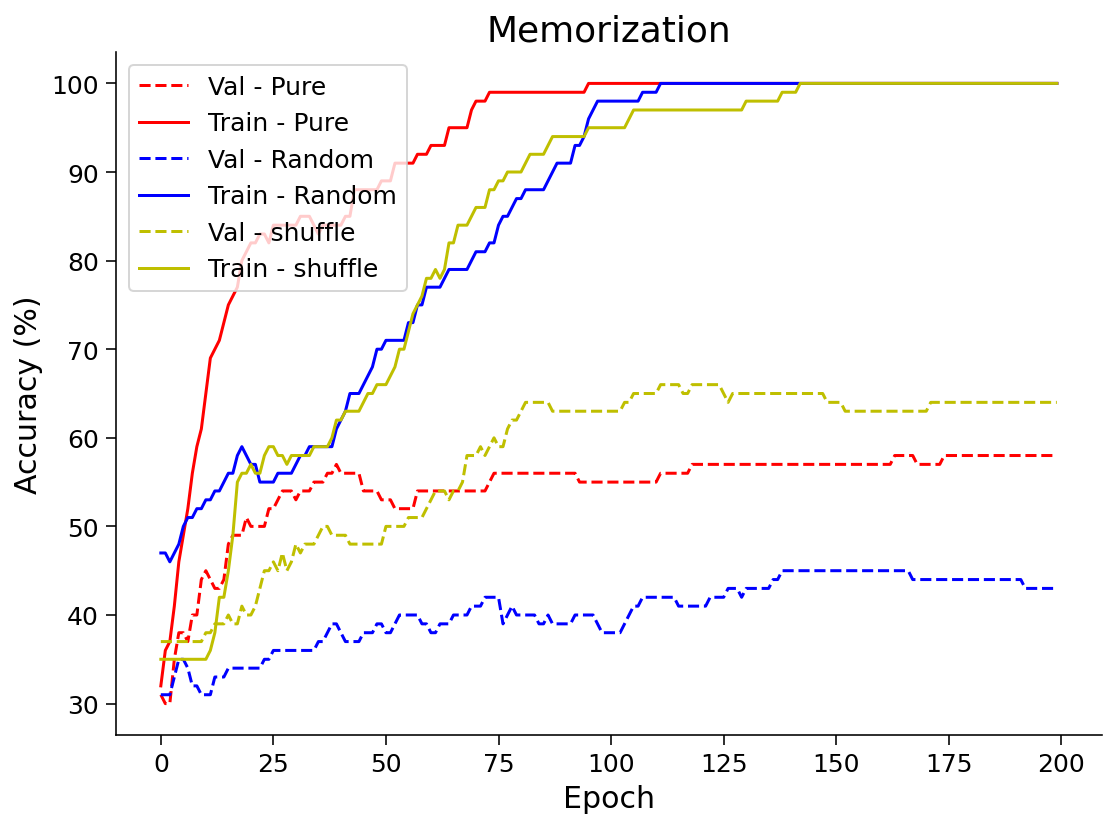 Memorization
Val - Pure
Train - Pure
Val - Random
Train - Random
Val - shuffle
Train - shuffle
100
90
80
70
60
50
40
30
Accuracy (%)
0 25 50 75 100 125 150 175 200
Epoch